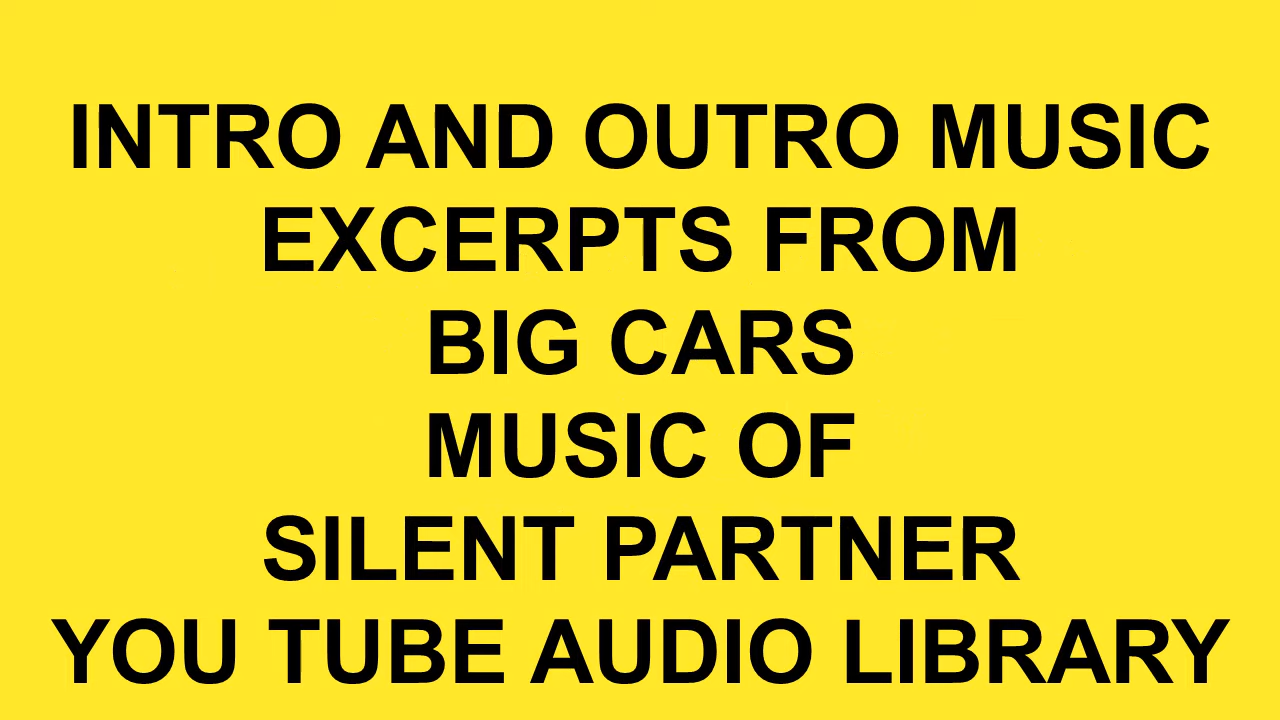 INTRO AND OUTRO MUSIC
EXCERPTS FROM
BIG CARS
MUSIC OF
SILENT PARTNER
YOU TUBE AUDIO LIBRARY